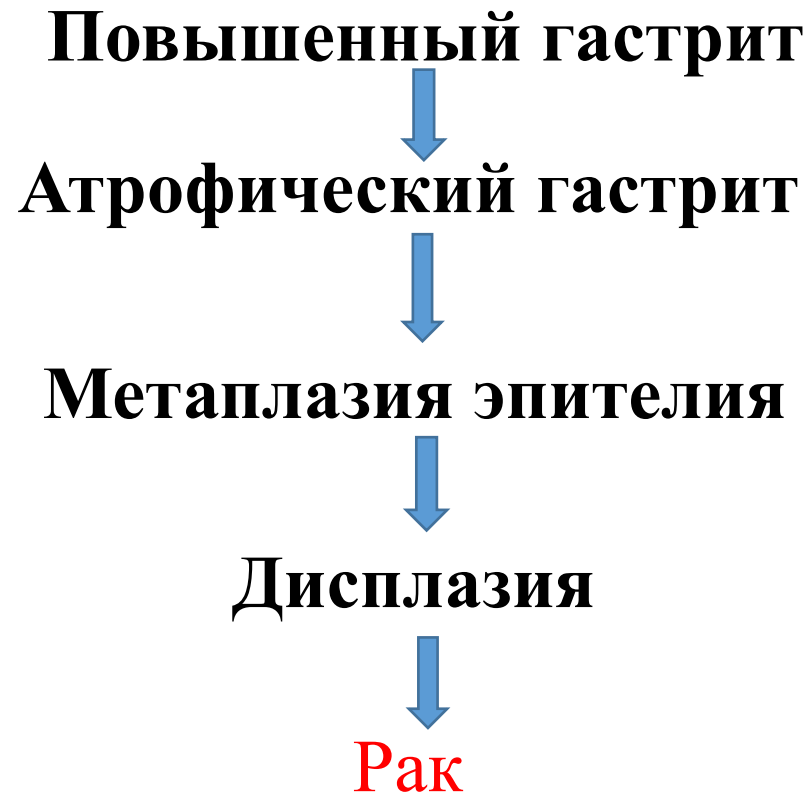 Повышенный гастрит
Атрофический гастрит
Метаплазия эпителия
Дисплазия
Рак